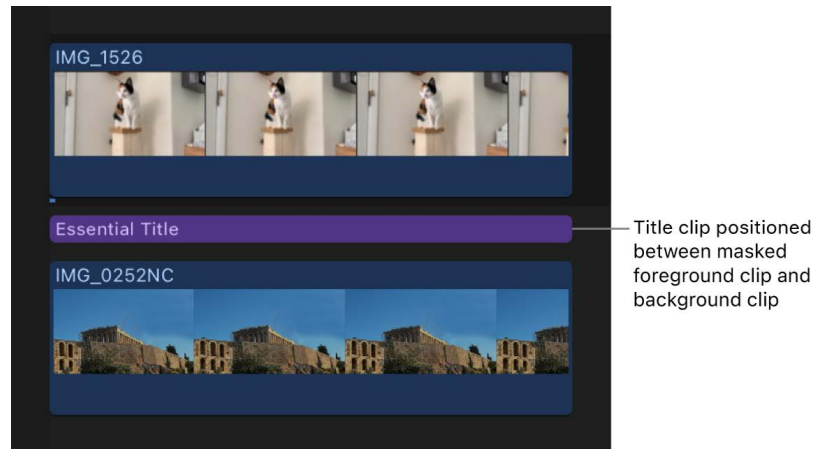 IMG_1526
Essential Title
Title clip positioned
between masked
foreground clip and
background clip
IMG_0252NC